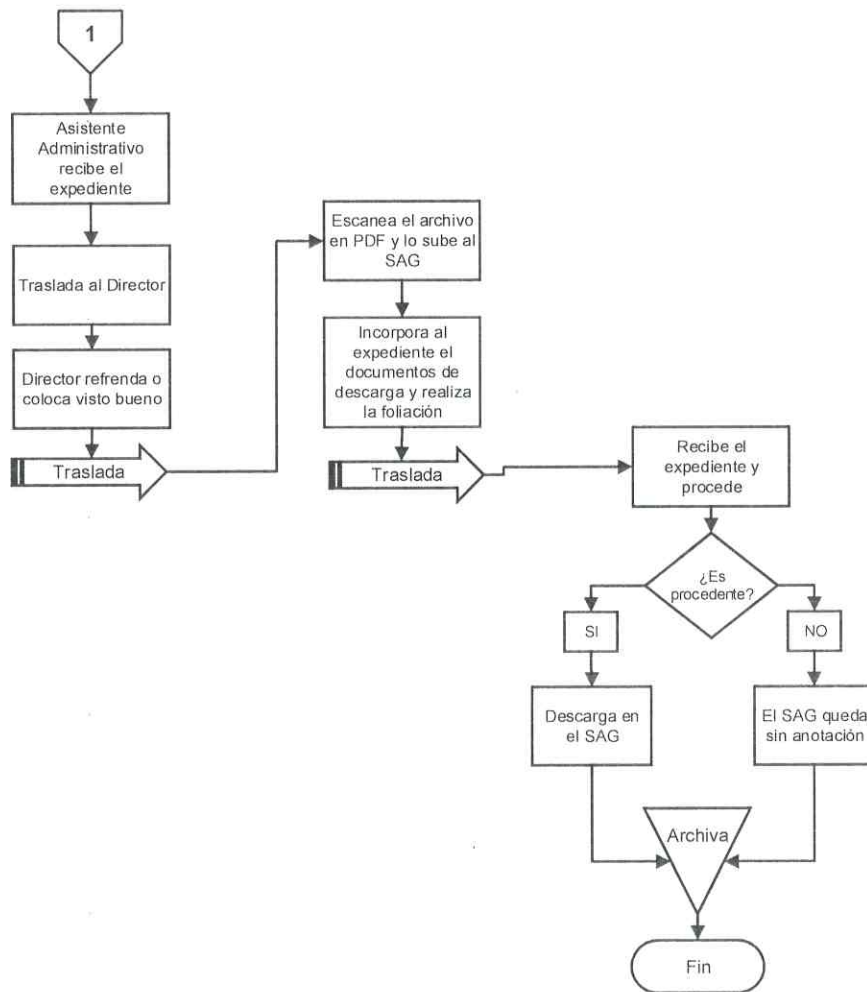 1
Asistente
Administrativo
recibe el
expediente
Traslada al Director
Director refrenda o
coloca visto bueno
Traslada
Escanea el archivo
en PDF y lo sube al
SAG
Incorpora al
expediente el
documentos de
descarga y realiza
la foliación
Traslada
Recibe el
expediente y
procede
¿Es
procedente?
SI
NO
Descarga en
el SAG
El SAG queda
sin anotación
Archiva
Fin